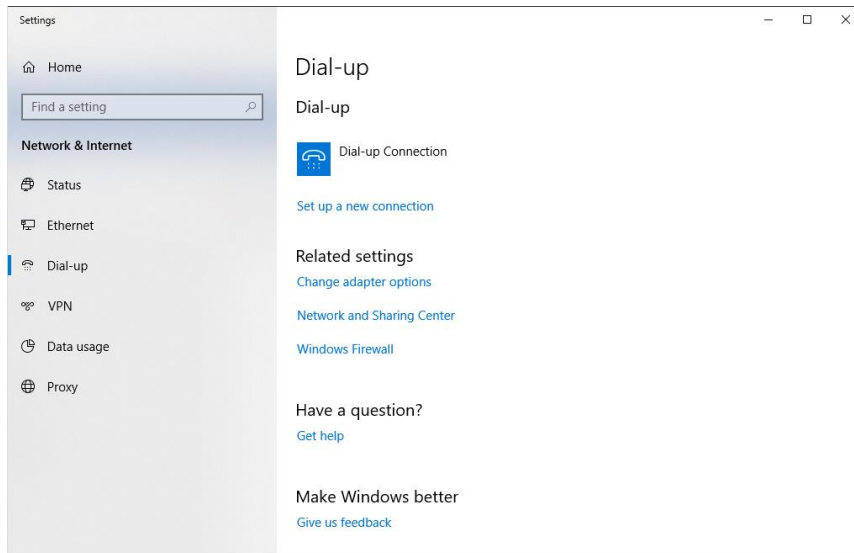 Settings
Home
Find a setting
Network & Internet
Status
Ethernet
Dial-up
VPN
Data usage
Proxy
Dial-up
Dial-up
Dial-up Connection
Set up a new connection
Related settings
Change adapter options
Network and Sharing Center
Windows Firewall
Have a question?
Get help
Make Windows better
Give us feedback